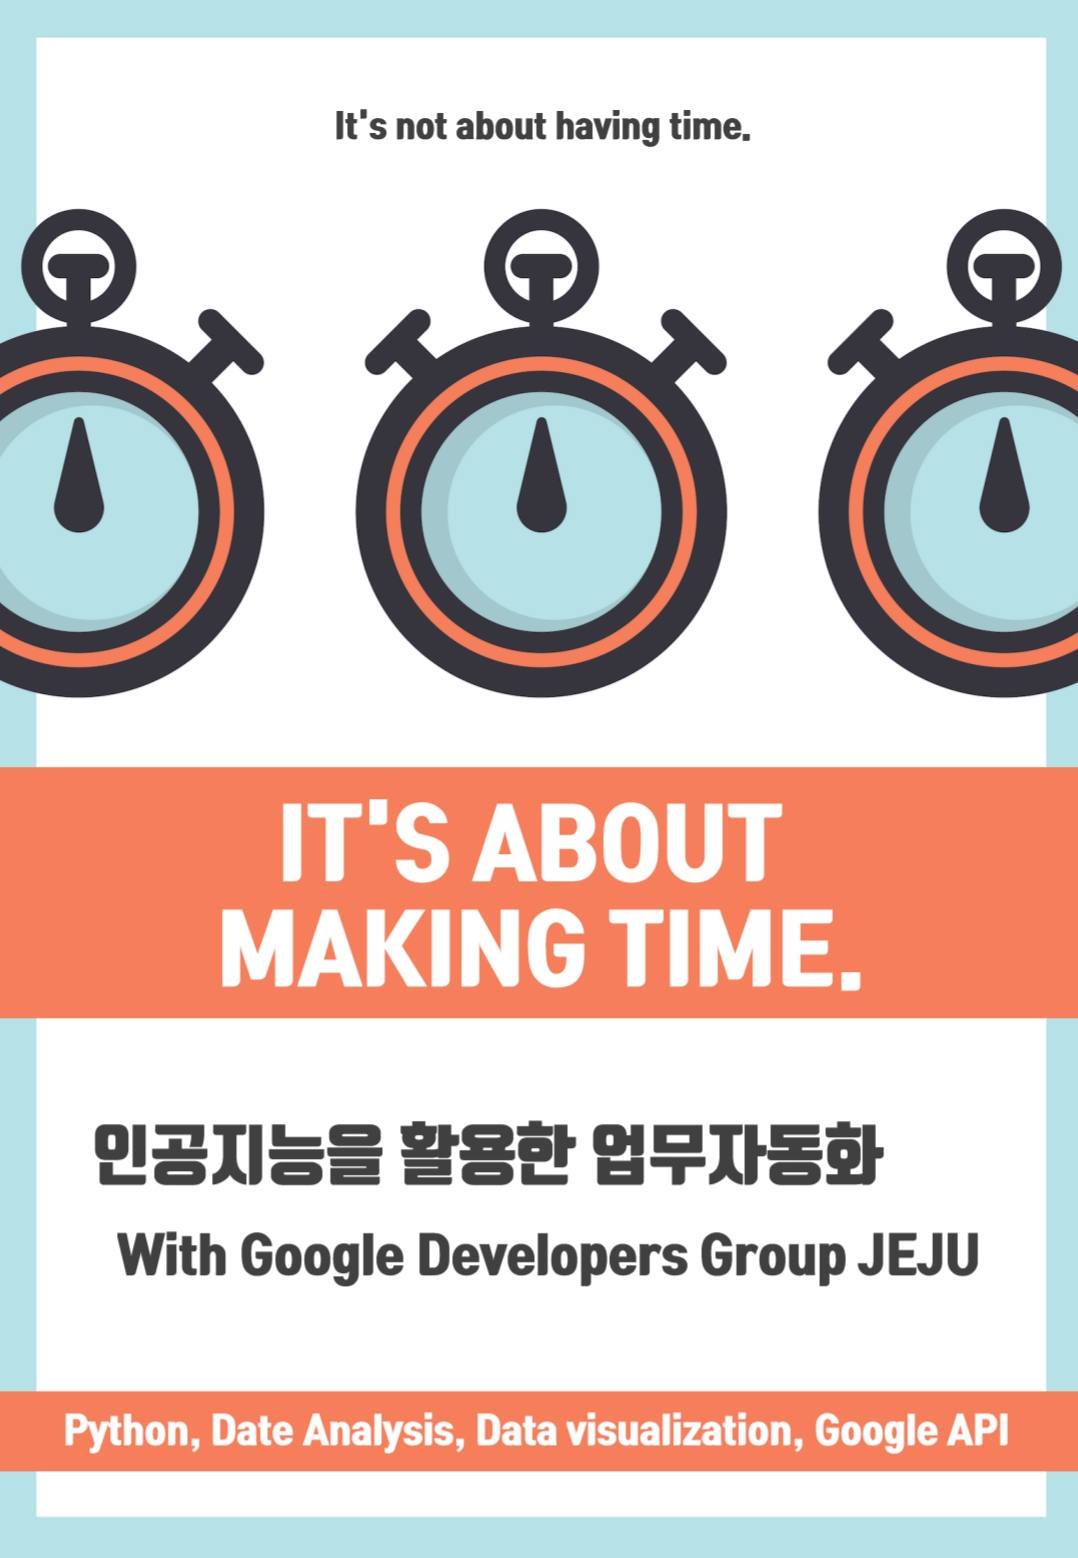 It's not about having time.
IT'S ABOUT
MAKING TIME.
인공지능을 활용한 업무자동화
With Google Developers Group JEJU
Python, Date Analysis, Data visualization, Google API